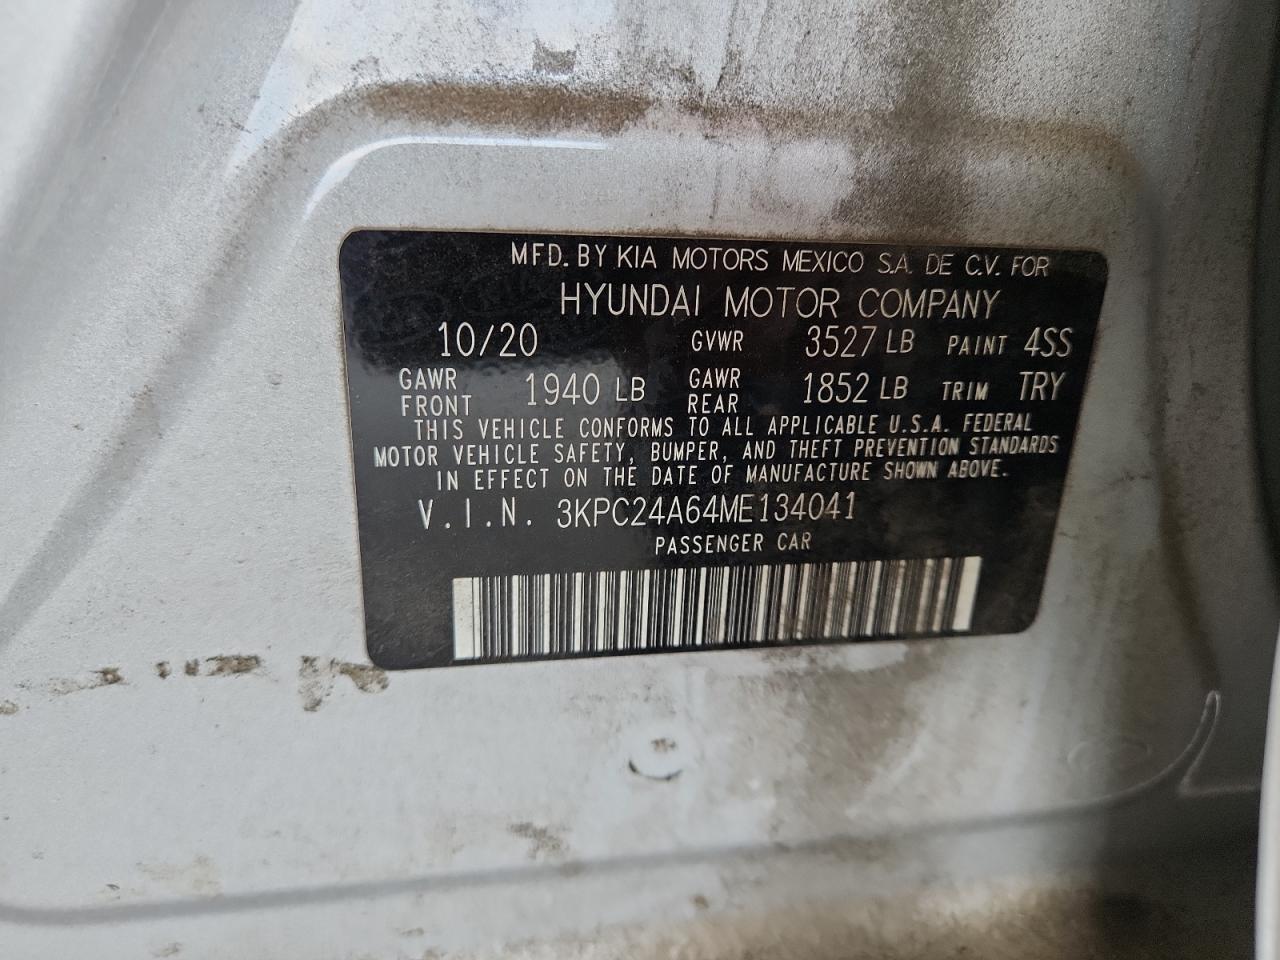 MFD. BY KIA MOTORS MEXICO S.A. DE C.V. FOR
HYUNDAI MOTOR COMPANY
10/20 GVWR 3527 LB PAINT 4SS
GAWR FRONT 1940 LB GAWR REAR 1852 LB TRIM TRY
THIS VEHICLE CONFORMS TO ALL APPLICABLE U.S.A. FEDERAL
MOTOR VEHICLE SAFETY, BUMPER, AND THEFT PREVENTION STANDARDS
IN EFFECT ON THE DATE OF MANUFACTURE SHOWN ABOVE.
V.I.N. 3KPC24A64ME134041
PASSENGER CAR